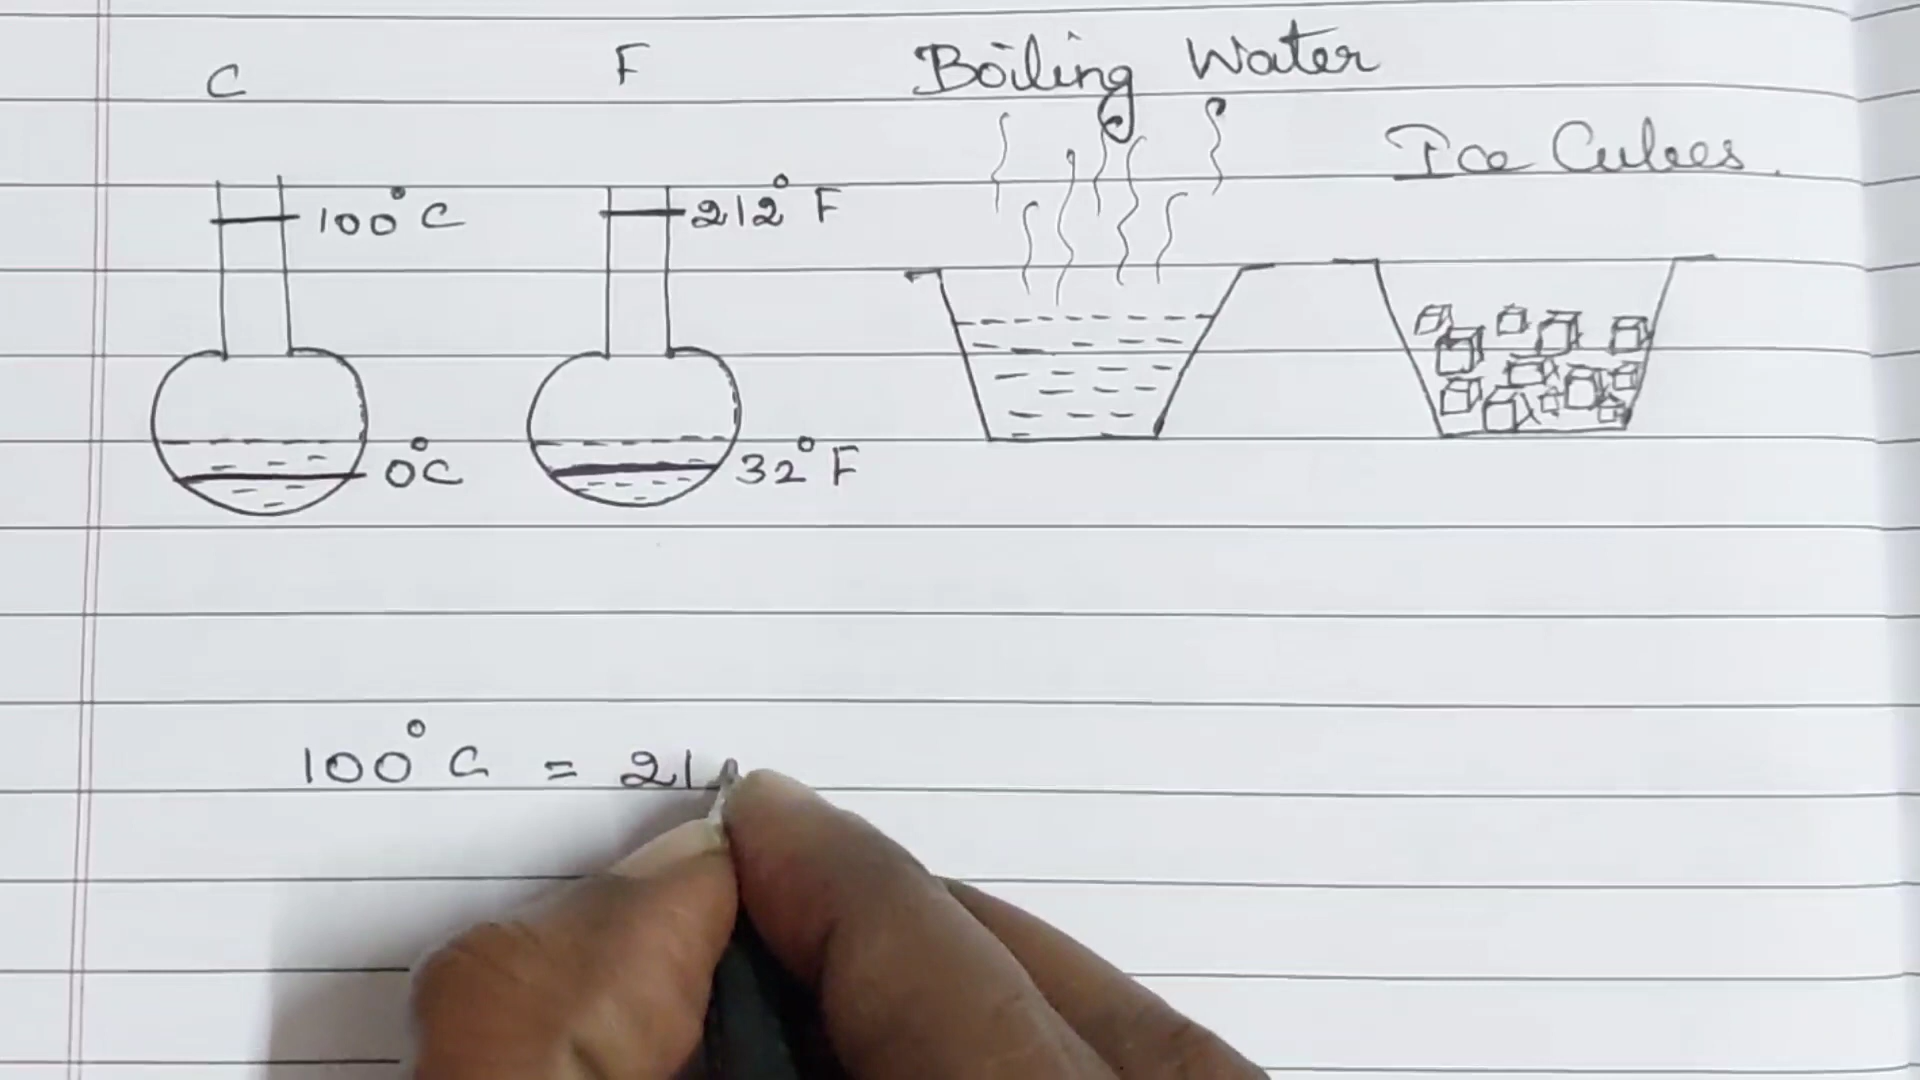 C F Boiling Water
Ice Cubes.
100°C 212°F
0°C 32°F
100°C = 21